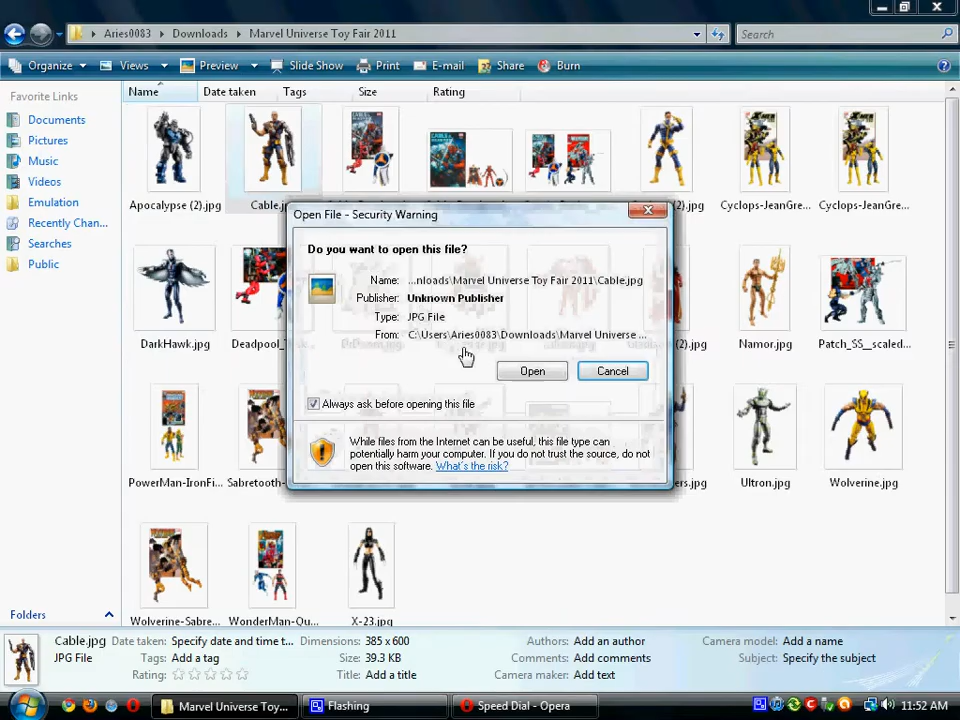 Aries0083 Downloads Marvel Universe Toy Fair 2011 Search
Organize Views Preview Slide Show Print E-mail Share Burn
Favorite Links
Documents
Pictures
Music
Videos
Emulation
Recently Chan...
Searches
Public
Folders
Name Date taken Tags Size Rating
Apocalypse (2).jpg Cable.j (2).jpg Cyclops-JeanGre... Cyclops-JeanGre...
DarkHawk.jpg Deadpool_T Namor.jpg Patch_SS__scaled...
PowerMan-IronFi... Sabretooth- ers.jpg Ultron.jpg Wolverine.jpg
Wolverine-Sabre... WonderMan-Qu... X-23.jpg
Open File - Security Warning
Do you want to open this file?
Name: ...nloads\Marvel Universe Toy Fair 2011\Cable.jpg
Publisher: Unknown Publisher
Type: JPG File
From: C:\Users\Aries0083\Downloads\Marvel Universe ...
Open Cancel
Always ask before opening this file
While files from the Internet can be useful, this file type can
potentially harm your computer. If you do not trust the source, do not
open this software. What's the risk?
Cable.jpg Date taken: Specify date and time t... Dimensions: 385 x 600 Authors: Add an author Camera model: Add a name
JPG File Tags: Add a tag Size: 39.3 KB Comments: Add comments Subject: Specify the subject
Rating: Title: Add a title Camera maker: Add text
Marvel Universe Toy... Flashing Speed Dial - Opera 11:52 AM